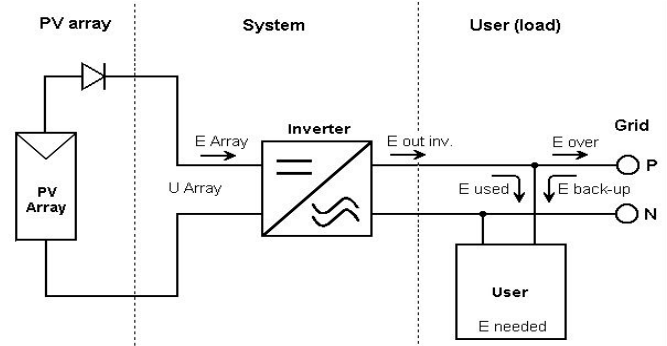 PV array
System
User (load)
E Array
Inverter
E out inv.
E over
Grid
P
PV
Array
U Array
E used
E back-up
N
User
E needed